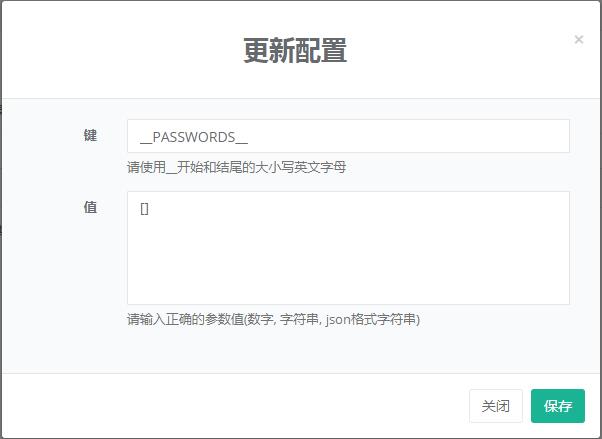 更新配置
×
键
__PASSWORDS__
请使用__开始和结尾的大小写英文字母
值
[]
请输入正确的参数值(数字, 字符串, json格式字符串)
关闭
保存